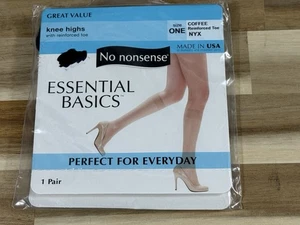 GREAT VALUE
knee highs
with reinforced toe
No nonsense®
SIZE
ONE
COFFEE
Reinforced Toe
NYX
MADE IN USA
ESSENTIAL
BASICS™
PERFECT FOR EVERYDAY
1 Pair